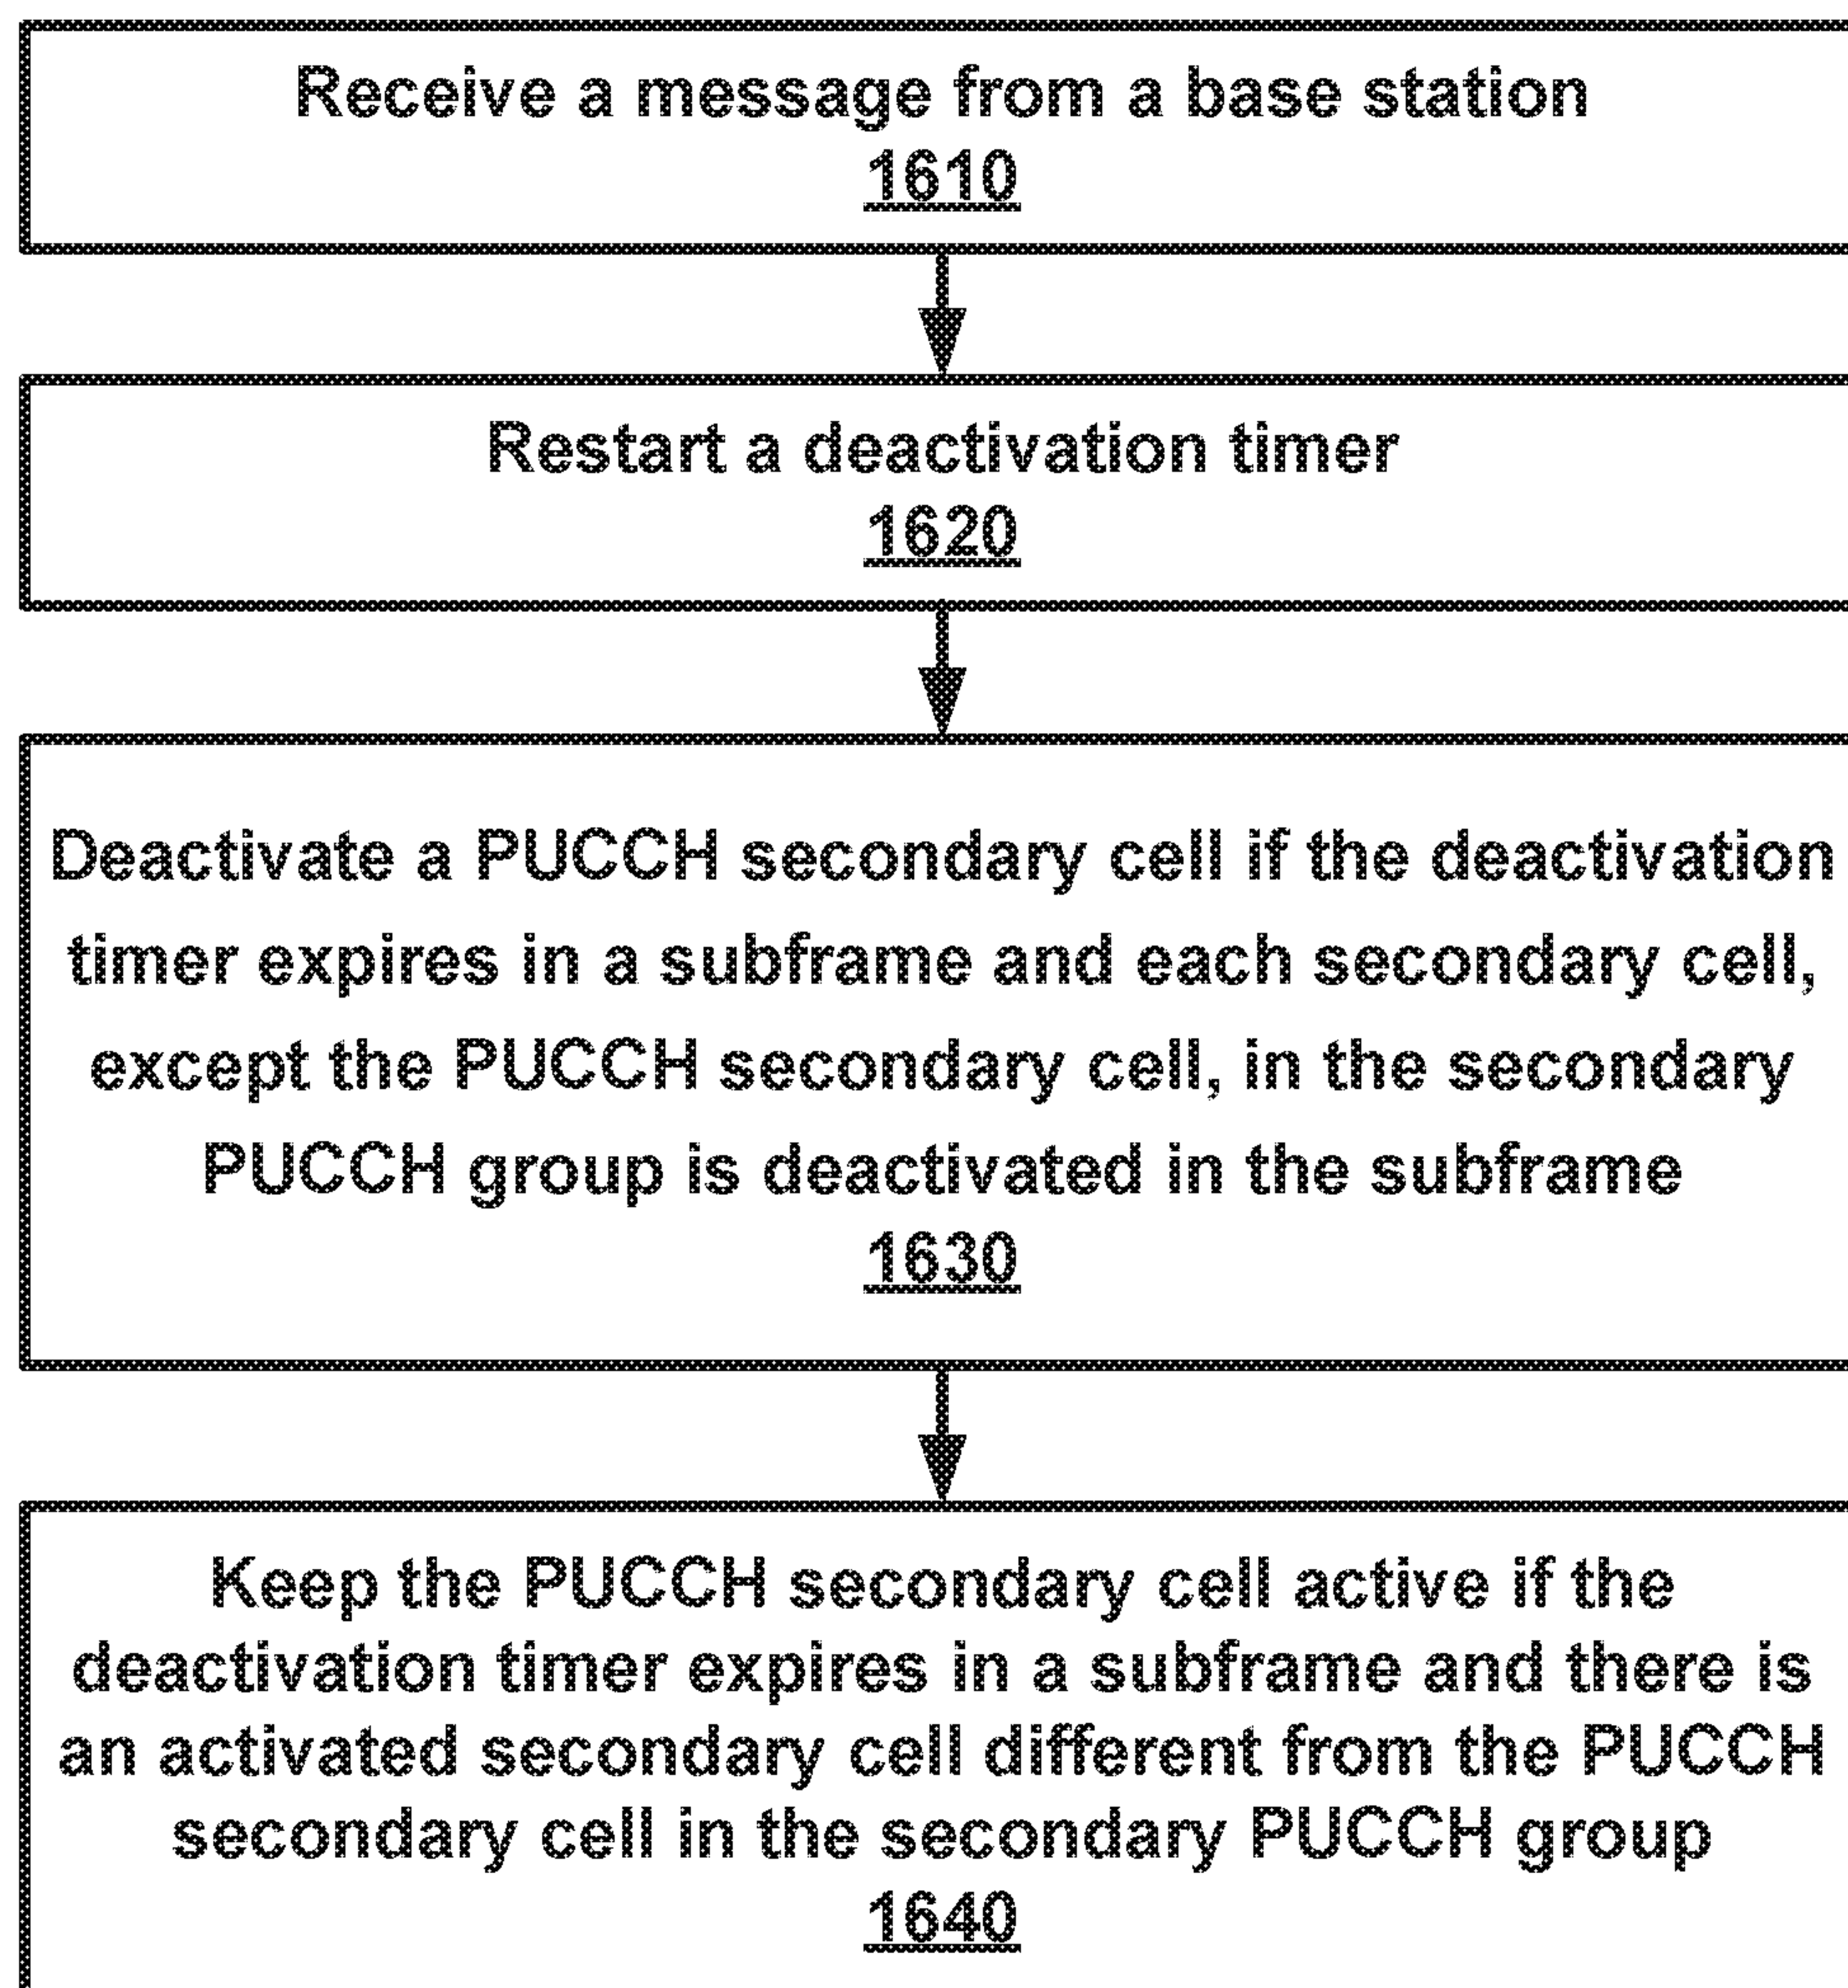 Receive a message from a base station
1610
Restart a deactivation timer
1620
Deactivate a PUCCH secondary cell if the deactivation
timer expires in a subframe and each secondary cell,
except the PUCCH secondary cell, in the secondary
PUCCH group is deactivated in the subframe
1630
Keep the PUCCH secondary cell active if the
deactivation timer expires in a subframe and there is
an activated secondary cell different from the PUCCH
secondary cell in the secondary PUCCH group
1640